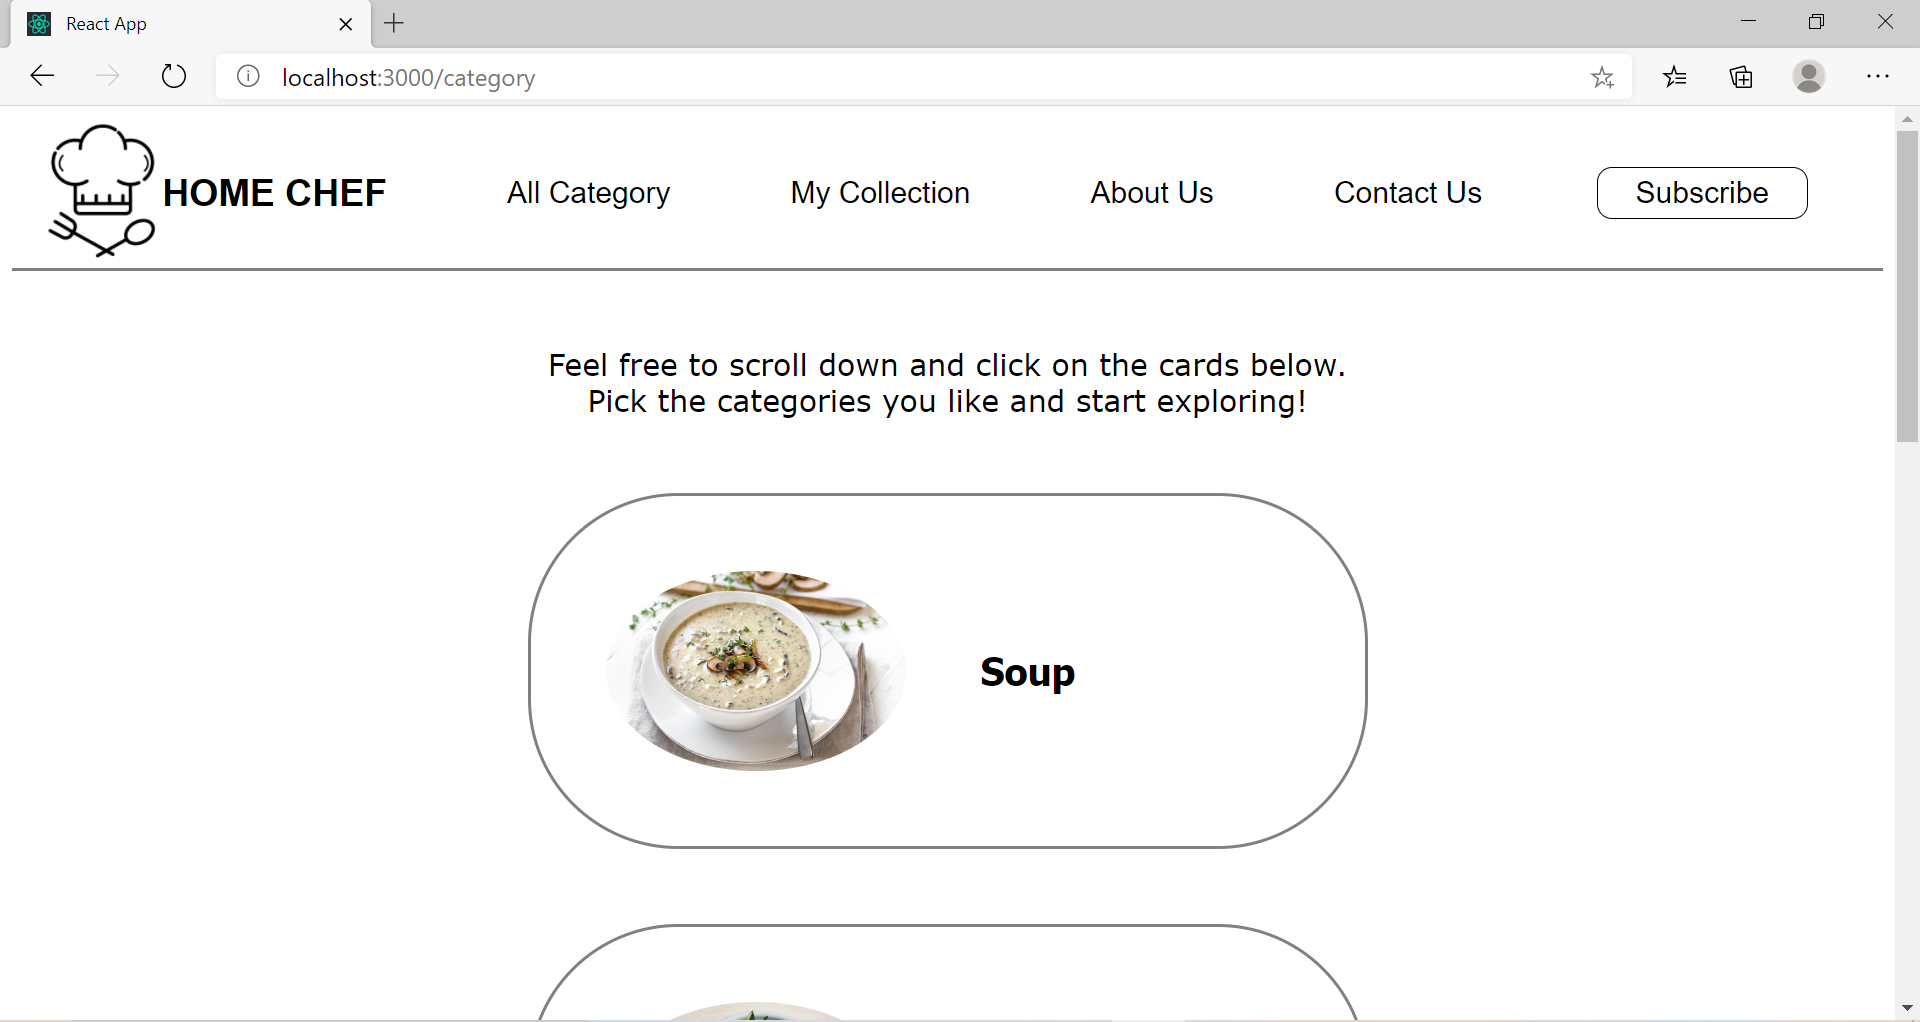 React App
localhost:3000/category
HOME CHEF
All Category
My Collection
About Us
Contact Us
Subscribe
Feel free to scroll down and click on the cards below.
Pick the categories you like and start exploring!
Soup